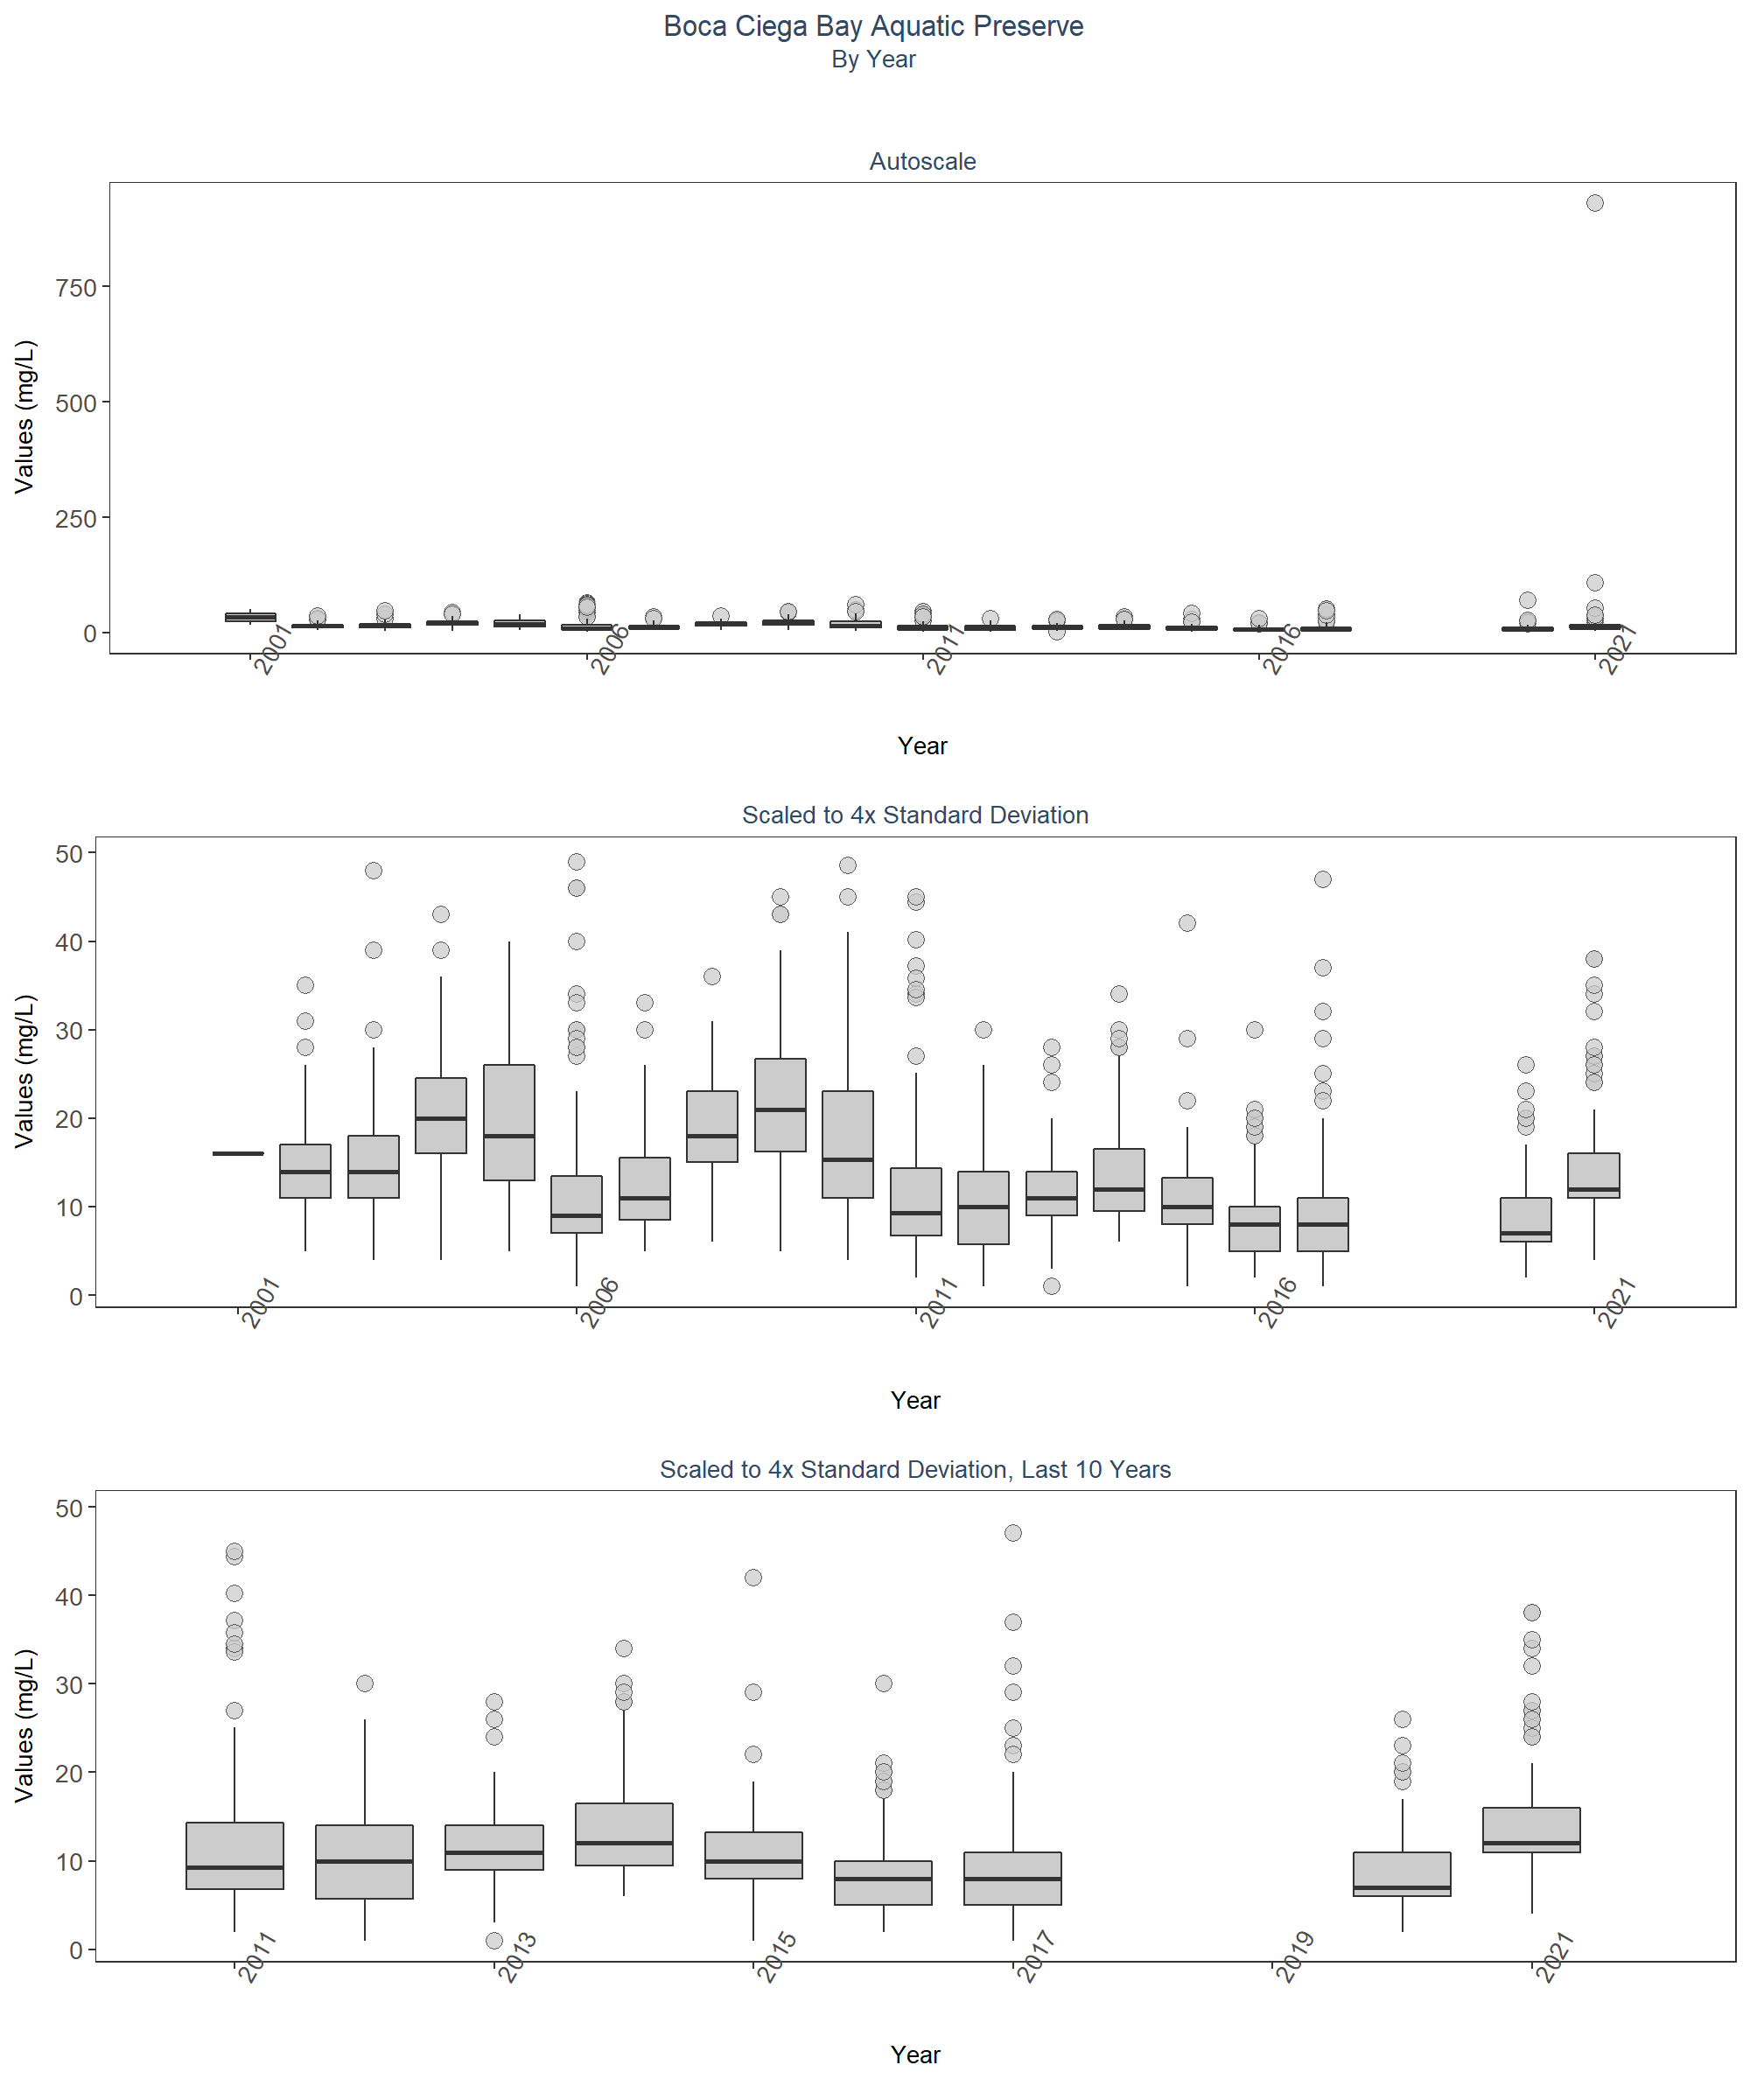 Boca Ciega Bay Aquatic Preserve
By Year
Autoscale
Values (mg/L)
750
500
250
0
2001
2006
2011
2016
2021
Year
Scaled to 4x Standard Deviation
Values (mg/L)
50
40
30
20
10
0
2001
2006
2011
2016
2021
Year
Scaled to 4x Standard Deviation, Last 10 Years
Values (mg/L)
50
40
30
20
10
0
2011
2013
2015
2017
2019
2021
Year